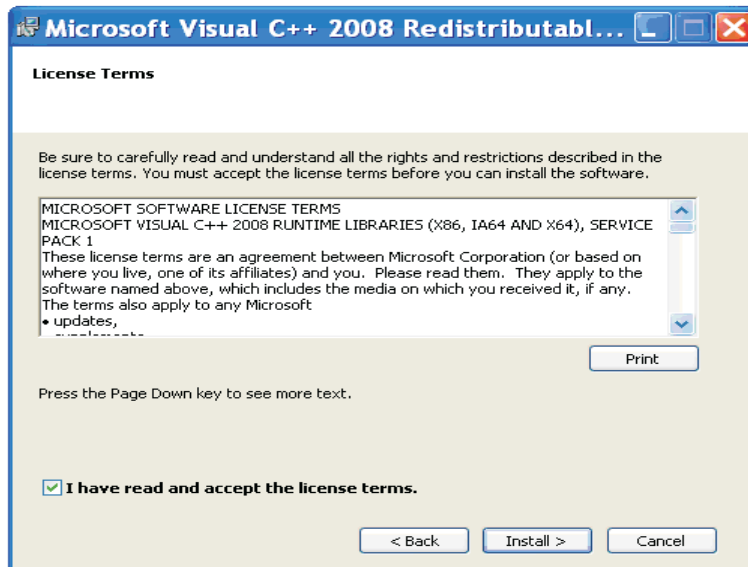 Microsoft Visual C++ 2008 Redistributabl...
License Terms
Be sure to carefully read and understand all the rights and restrictions described in the
license terms. You must accept the license terms before you can install the software.
MICROSOFT SOFTWARE LICENSE TERMS
MICROSOFT VISUAL C++ 2008 RUNTIME LIBRARIES (X86, IA64 AND X64), SERVICE
PACK 1
These license terms are an agreement between Microsoft Corporation (or based on
where you live, one of its affiliates) and you.  Please read them.  They apply to the
software named above, which includes the media on which you received it, if any.
The terms also apply to any Microsoft
• updates,
Print
Press the Page Down key to see more text.
I have read and accept the license terms.
< Back
Install >
Cancel